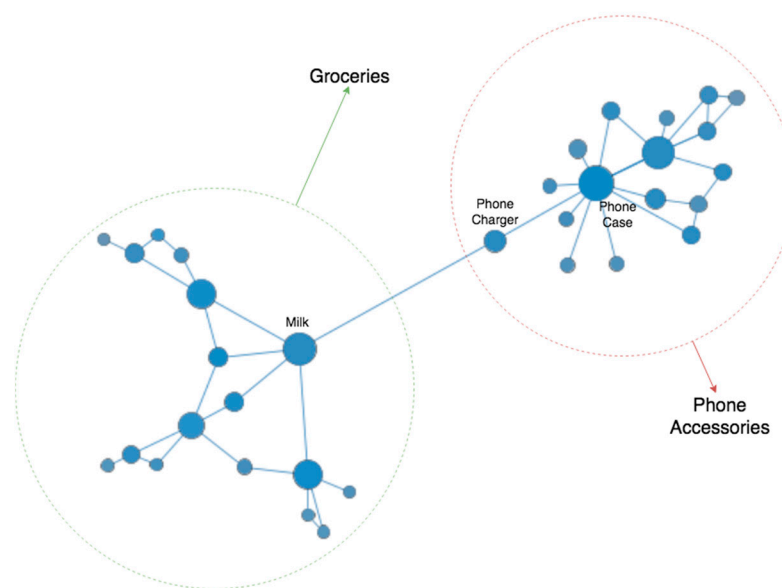 Groceries
Phone
Charger
Phone
Case
Milk
Phone
Accessories